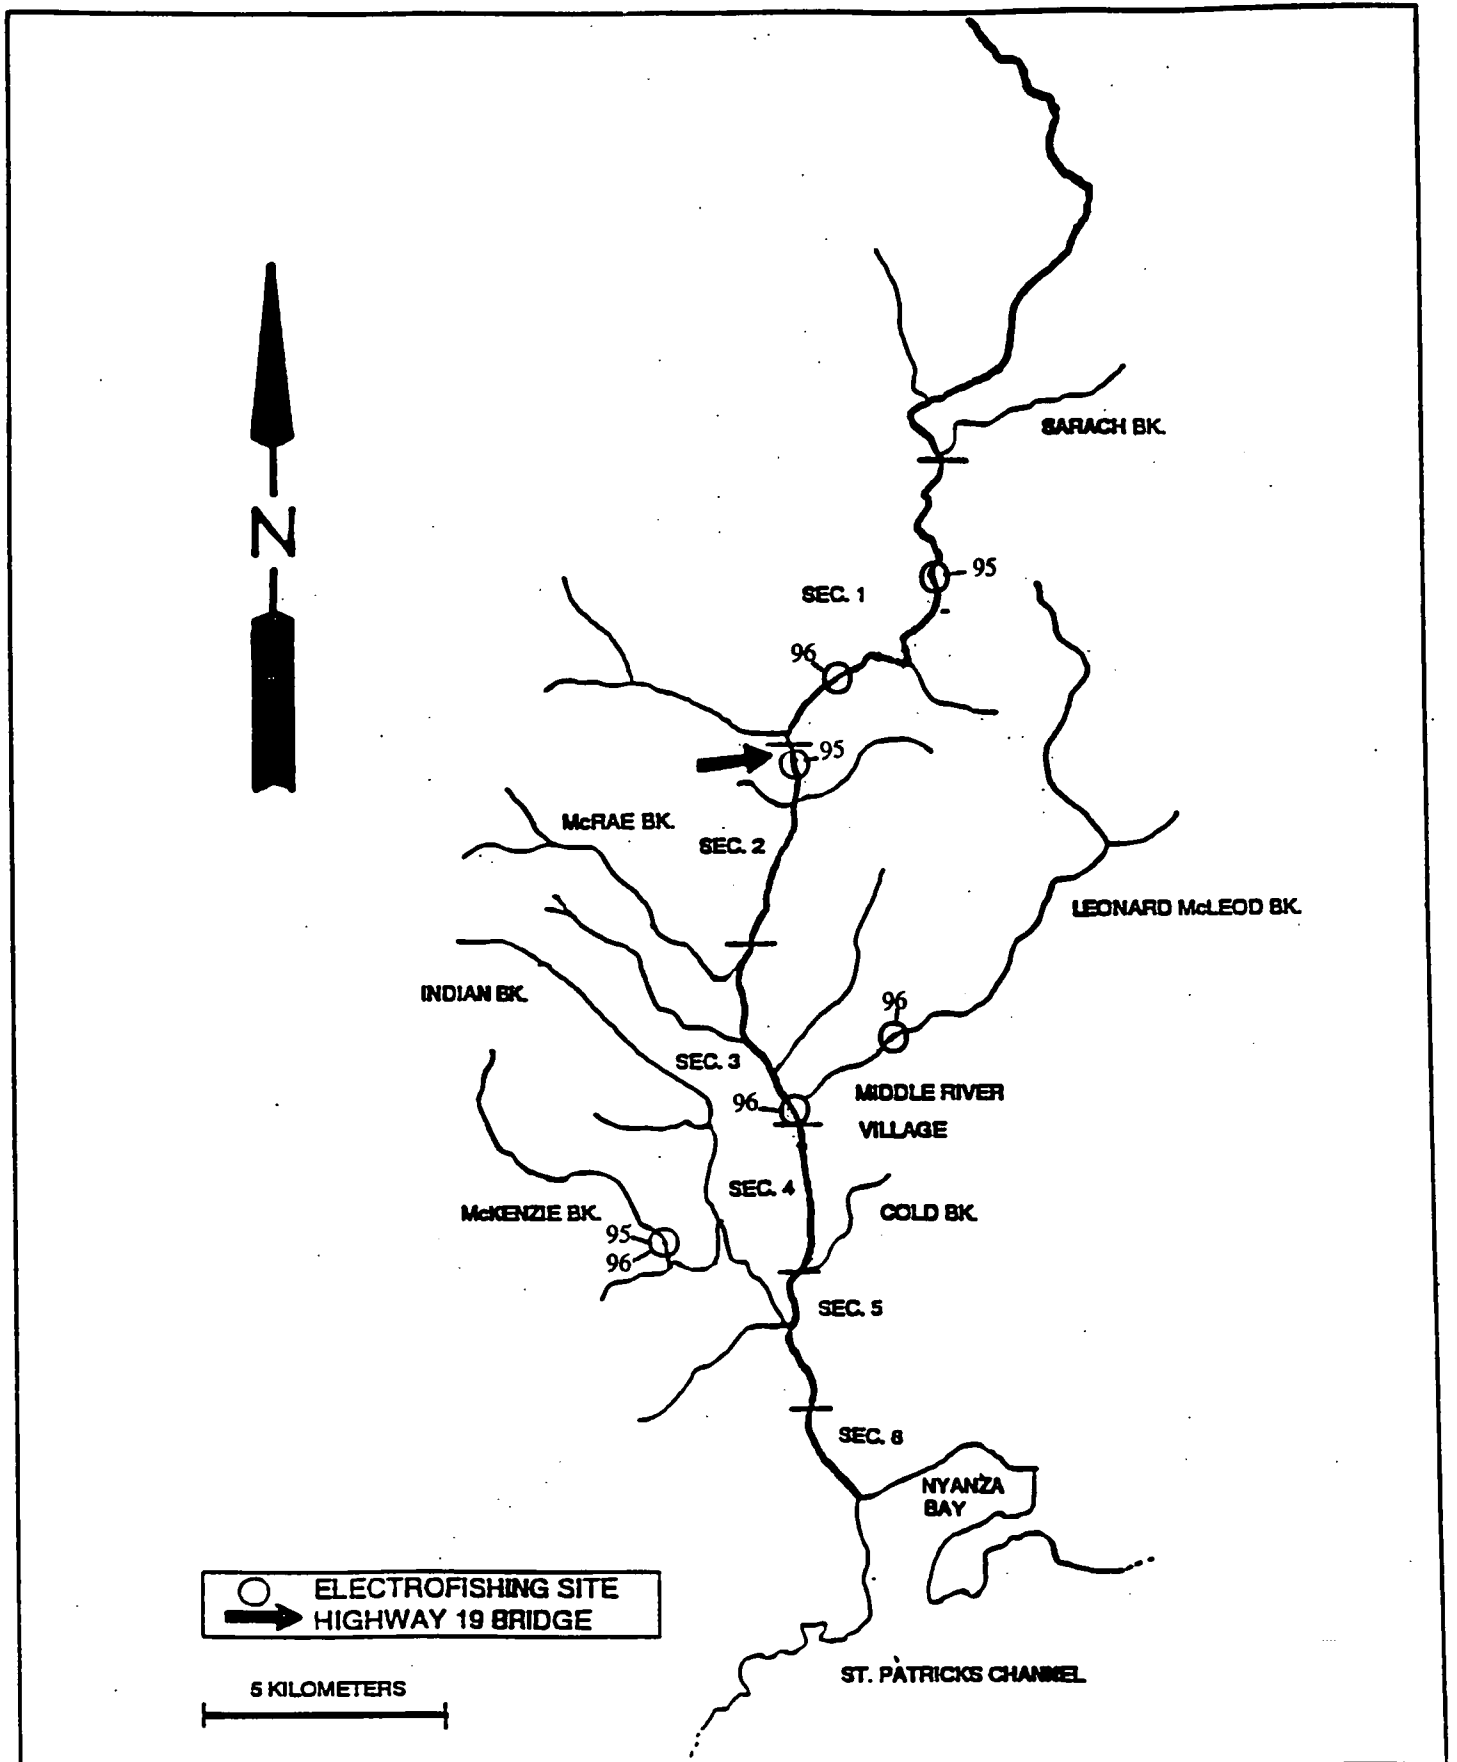 SARACH BK.
95
SEC. 1
96
95
McRAE BK.
SEC. 2
LEONARD McLEOD BK.
INDIAN BK.
96
SEC. 3
96
MIDDLE RIVER
VILLAGE
SEC. 4
McKENZIE BK.
COLD BK.
95
96
SEC. 5
SEC. 6
NYANZA
BAY
ELECTROFISHING SITE
HIGHWAY 19 BRIDGE
ST. PATRICKS CHANNEL
5 KILOMETERS
N